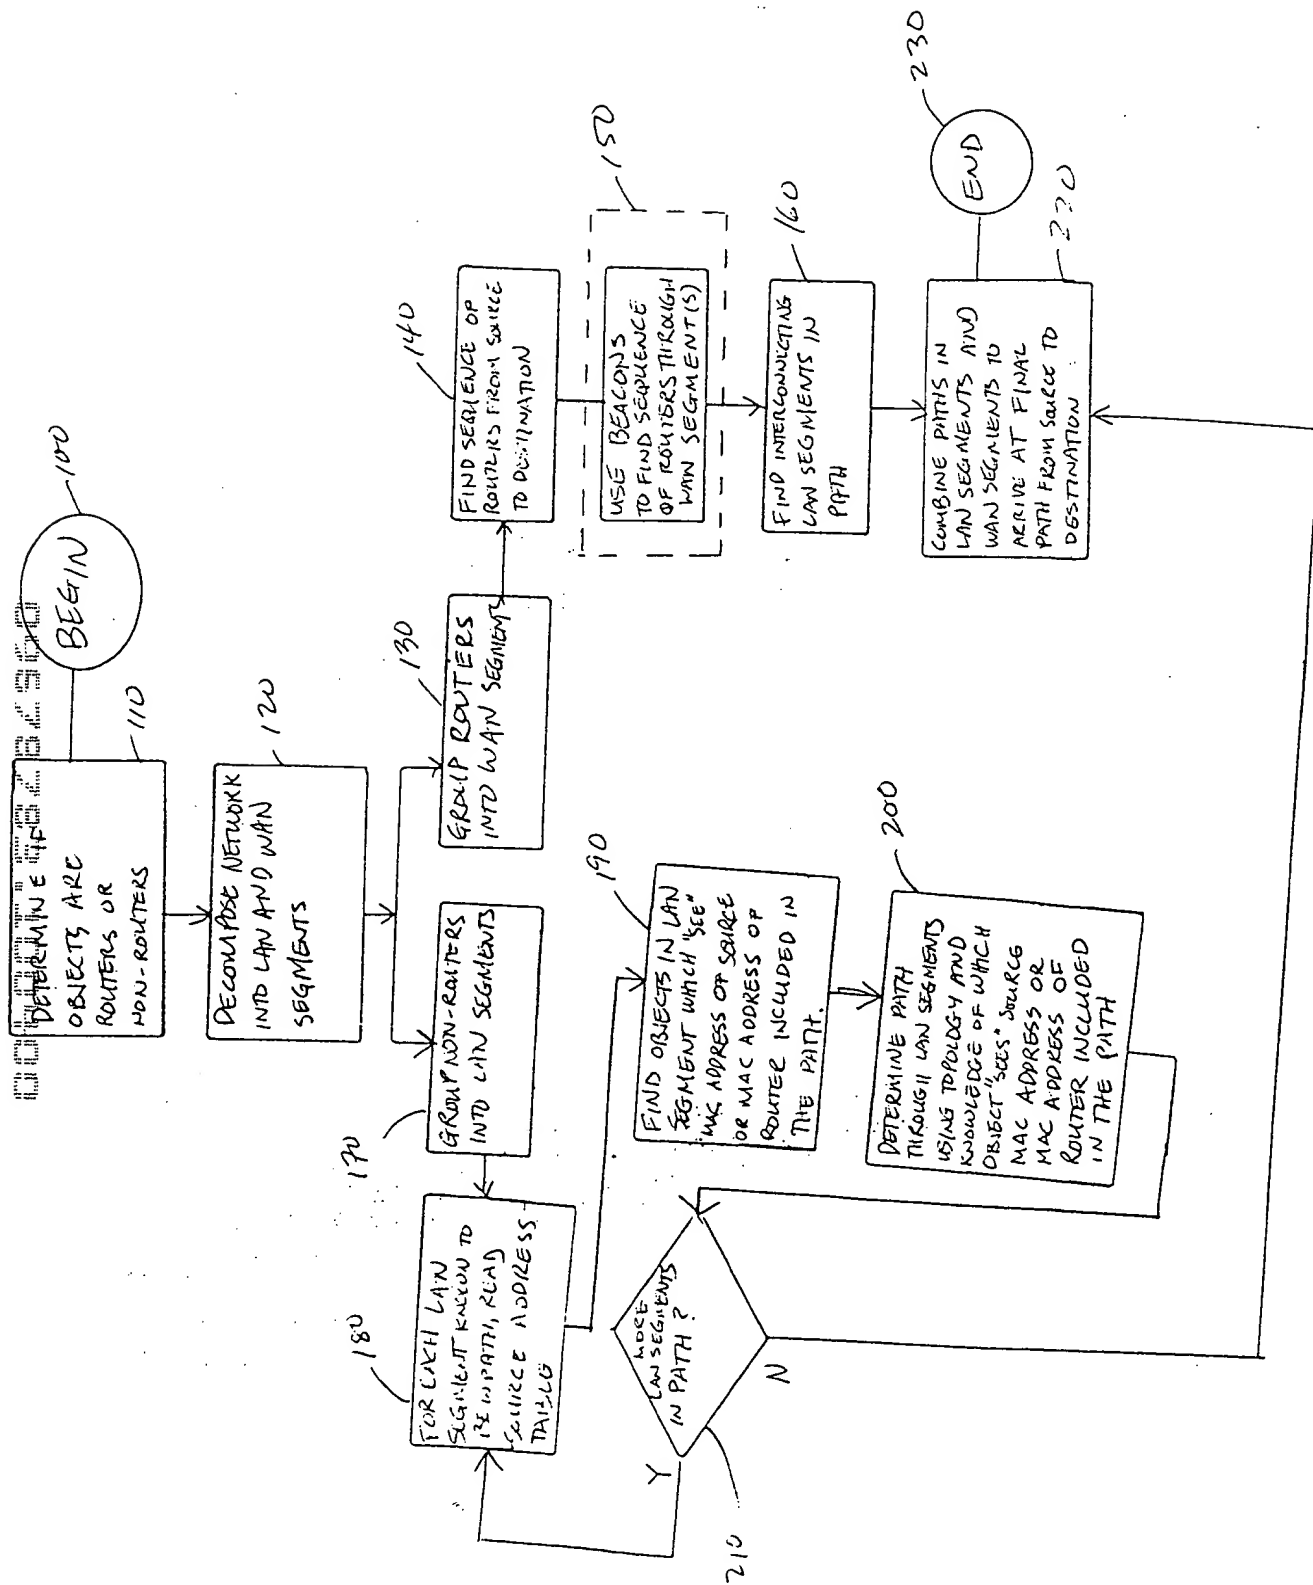 100
BEGIN
110
DETERMINE IF
OBJECTS ARE
ROUTERS OR
NON-ROUTERS
120
DECOMPOSE NETWORK
INTO LAN AND WAN
SEGMENTS
130
GROUP ROUTERS
INTO WAN SEGMENTS
140
FIND SEQUENCE OF
ROUTERS FROM SOURCE
TO DESTINATION
150
USE BEACONS
TO FIND SEQUENCE
OF ROUTERS THROUGH
WAN SEGMENT(S)
160
FIND INTERCONNECTING
LAN SEGMENTS IN
PATH
170
GROUP NON-ROUTERS
INTO LAN SEGMENTS
180
FOR EACH LAN
SEGMENT KNOWN TO
BE IN PATH, READ
SOURCE ADDRESS
TABLE
190
FIND OBJECTS IN LAN
SEGMENT WHICH "SEE"
MAC ADDRESS OF SOURCE
OR MAC ADDRESS OF
ROUTER INCLUDED IN
THE PATH.
200
DETERMINE PATH
THROUGH LAN SEGMENTS
USING TOPOLOGY AND
KNOWLEDGE OF WHICH
OBJECT "SEES" SOURCE
MAC ADDRESS OR
MAC ADDRESS OF
ROUTER INCLUDED
IN THE PATH
210
MORE
LAN SEGMENTS
IN PATH?
Y
N
220
COMBINE PATHS IN
LAN SEGMENTS AND
WAN SEGMENTS TO
ARRIVE AT FINAL
PATH FROM SOURCE TO
DESTINATION
230
END